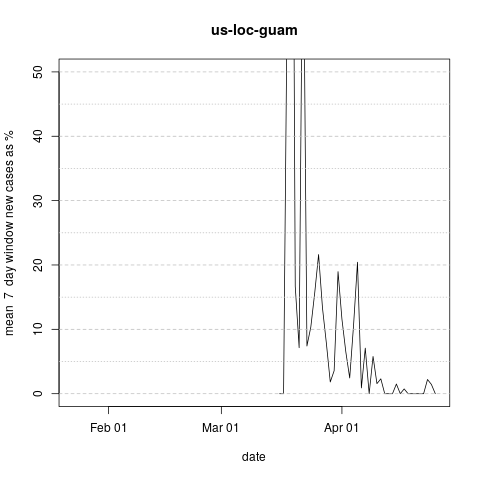 us-loc-guam
mean  7  day window new cases as %
50
40
30
20
10
0
Feb 01
Mar 01
Apr 01
date